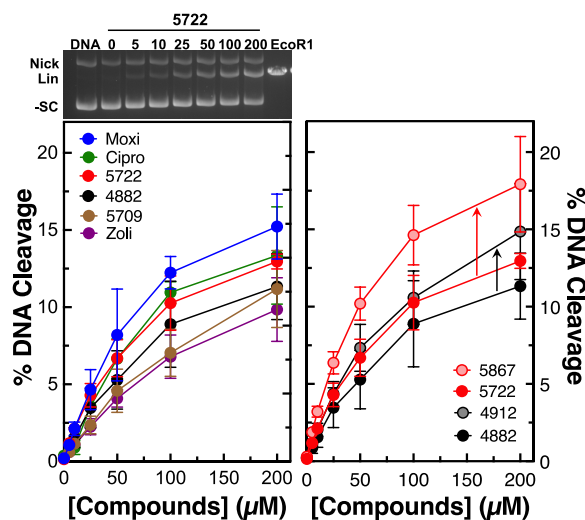 5722
DNA 0 5 10 25 50 100 200 EcoR1
Nick
Lin
-SC
% DNA Cleavage
20
15
10
5
0
Moxi
Cipro
5722
4882
5709
Zoli
0 50 100 150 200
[Compounds] (µM)
20
15
10
5
0
% DNA Cleavage
5867
5722
4912
4882
0 50 100 150 200
[Compounds] (µM)